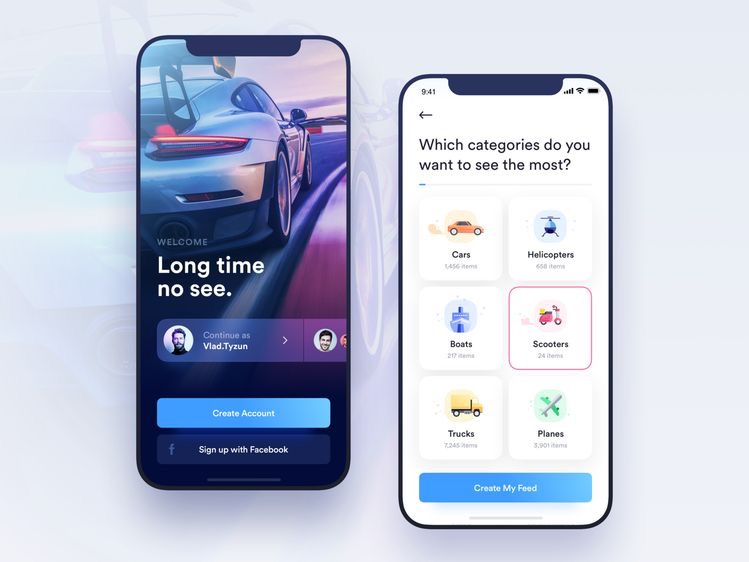 WELCOME
Long time
no see.
Continue as
Vlad.Tyzun
Create Account
f
Sign up with Facebook
9:41
Which categories do you
want to see the most?
Cars
1,456 items
Helicopters
658 items
Boats
217 items
Scooters
24 items
Trucks
7,245 items
Planes
3,901 items
Create My Feed